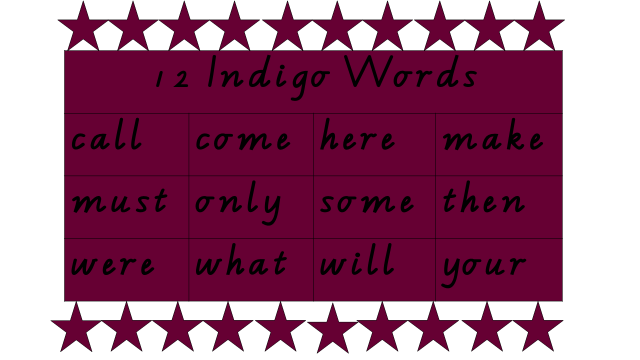 12 Indigo Words
call come here make
must only some then
were what will your